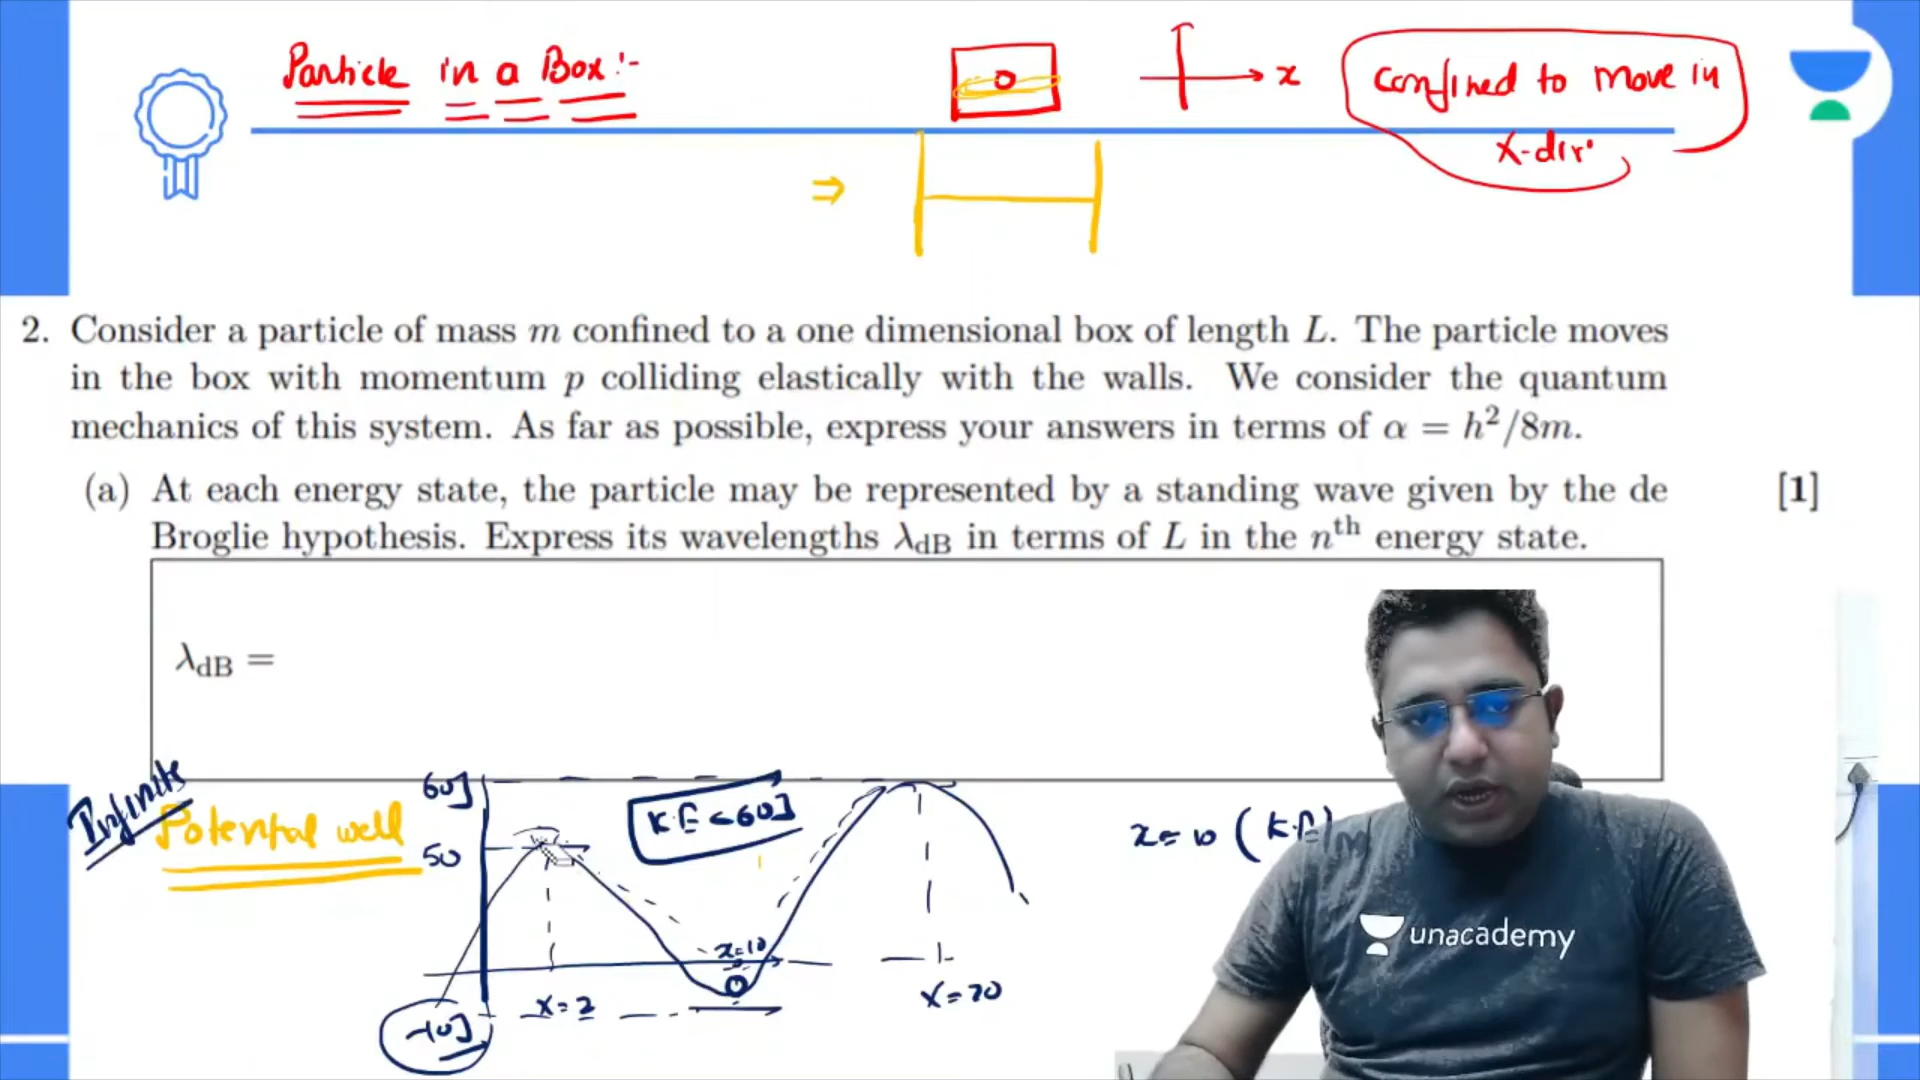 Particle in a Box :-
x
Confined to move in
x-dirⁿ
⇒
2. Consider a particle of mass m confined to a one dimensional box of length L. The particle moves
in the box with momentum p colliding elastically with the walls. We consider the quantum
mechanics of this system. As far as possible, express your answers in terms of α = h²/8m.
(a) At each energy state, the particle may be represented by a standing wave given by the de [1]
Broglie hypothesis. Express its wavelengths λdB in terms of L in the nth energy state.
λdB =
Infinite
Potential well
60J
50
K.E < 60J
x=10
x=2
x=20
-10J
x=10 (K.E)
unacademy